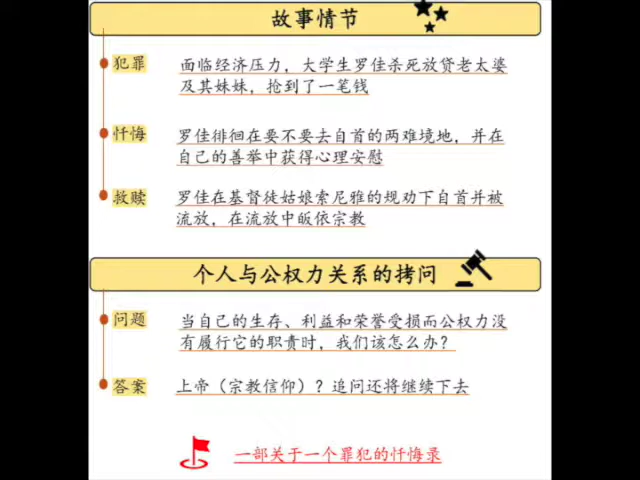 故事情节
犯罪
面临经济压力，大学生罗佳杀死放贷老太婆
及其妹妹，抢到了一笔钱
忏悔
罗佳徘徊在要不要去自首的两难境地，并在
自己的善举中获得心理安慰
救赎
罗佳在基督徒姑娘索尼雅的规劝下自首并被
流放，在流放中皈依宗教
个人与公权力关系的拷问
问题
当自己的生存、利益和荣誉受损而公权力没
有履行它的职责时，我们该怎么办？
答案
上帝（宗教信仰）？追问还将继续下去
一部关于一个罪犯的忏悔录